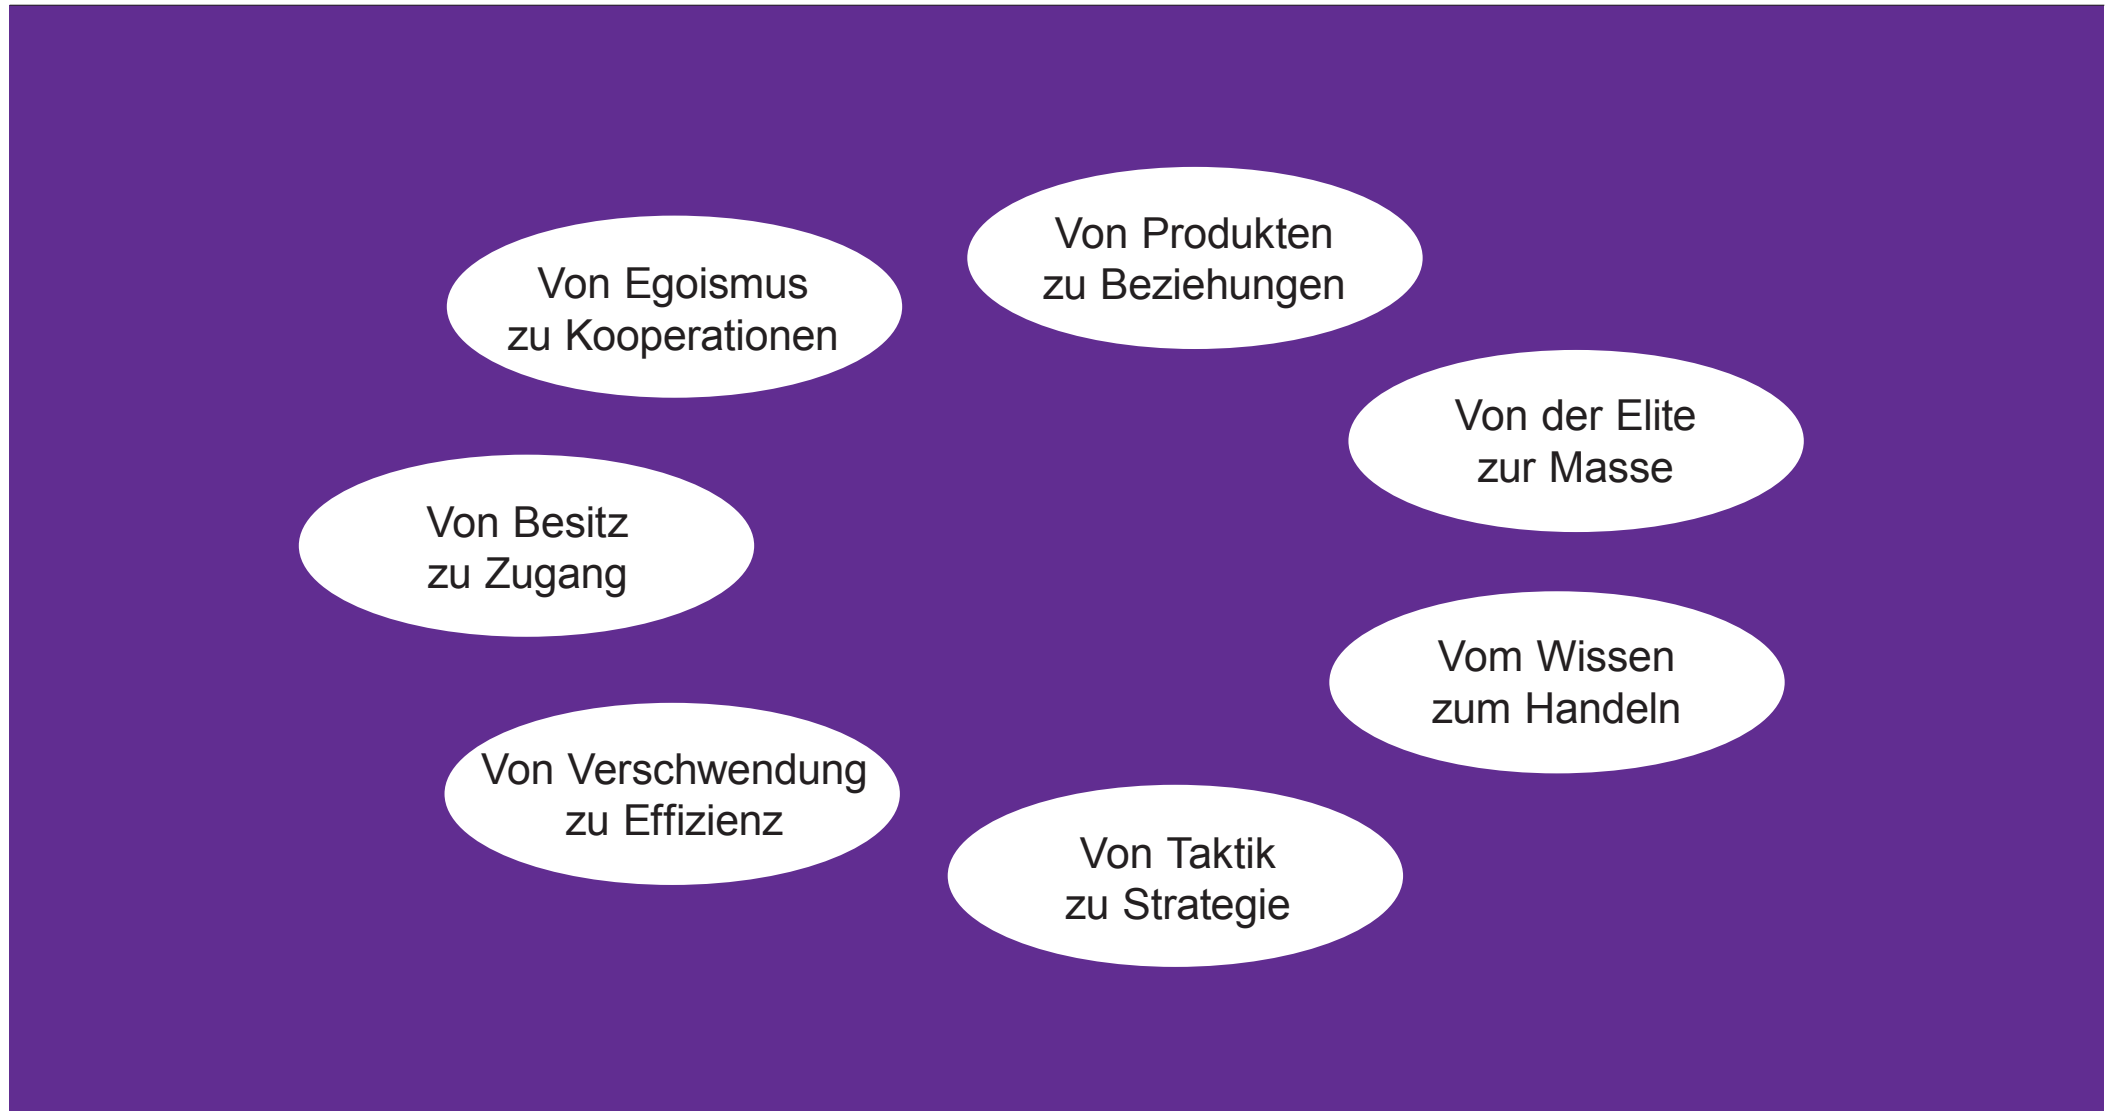 Von Egoismus
zu Kooperationen
Von Produkten
zu Beziehungen
Von der Elite
zur Masse
Von Besitz
zu Zugang
Vom Wissen
zum Handeln
Von Verschwendung
zu Effizienz
Von Taktik
zu Strategie